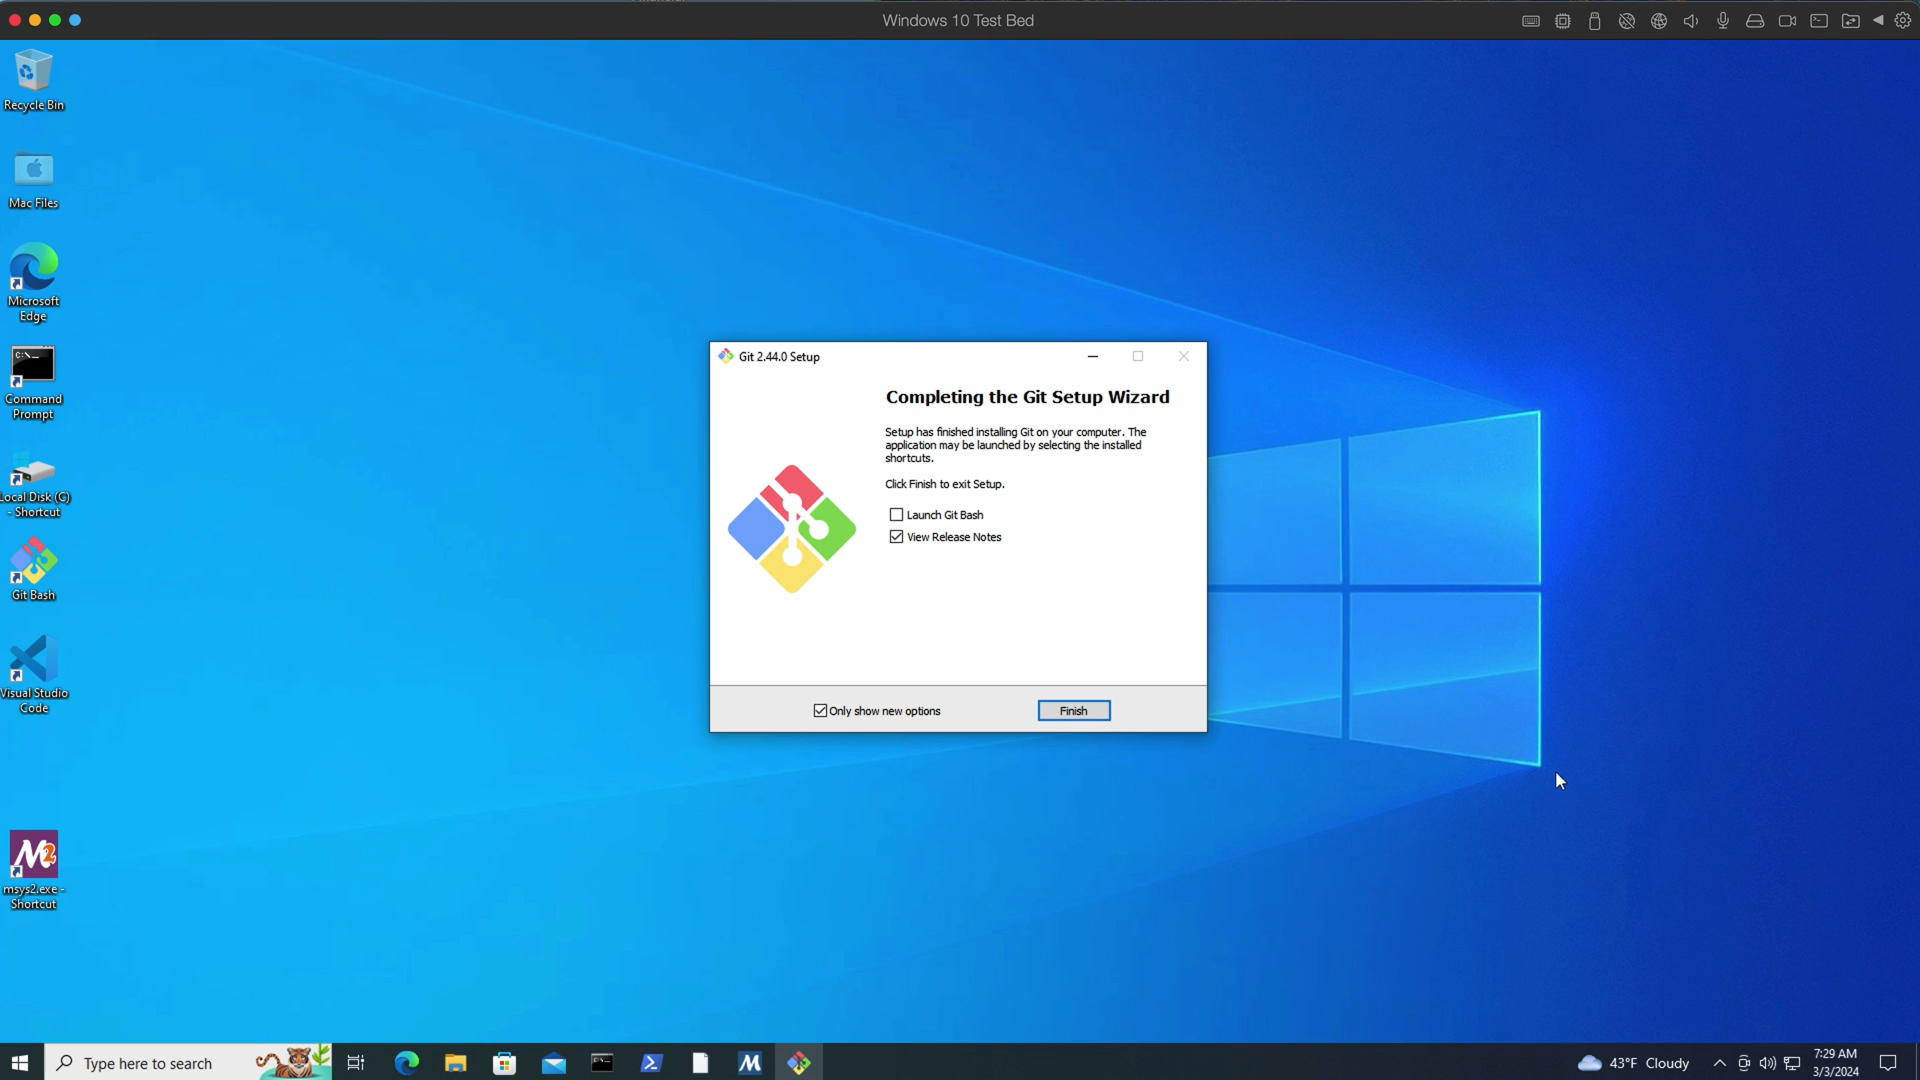 Windows 10 Test Bed
Recycle Bin
Mac Files
Microsoft
Edge
C:\
Command
Prompt
Local Disk (C)
- Shortcut
Git Bash
Visual Studio
Code
M2
msys2.exe -
Shortcut
Git 2.44.0 Setup
Completing the Git Setup Wizard
Setup has finished installing Git on your computer. The
application may be launched by selecting the installed
shortcuts.
Click Finish to exit Setup.
Launch Git Bash
View Release Notes
Only show new options
Finish
Type here to search
M
43°F Cloudy
7:29 AM
3/3/2024